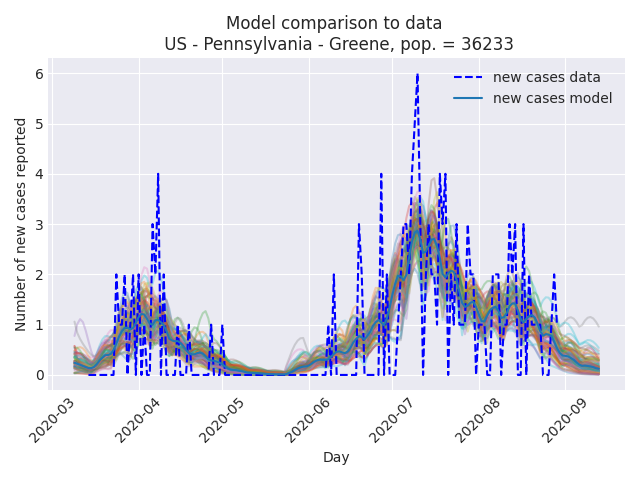 Model comparison to data
US - Pennsylvania - Greene, pop. = 36233
new cases data
new cases model
Number of new cases reported
6
5
4
3
2
1
0
2020-03
2020-04
2020-05
2020-06
2020-07
2020-08
2020-09
Day